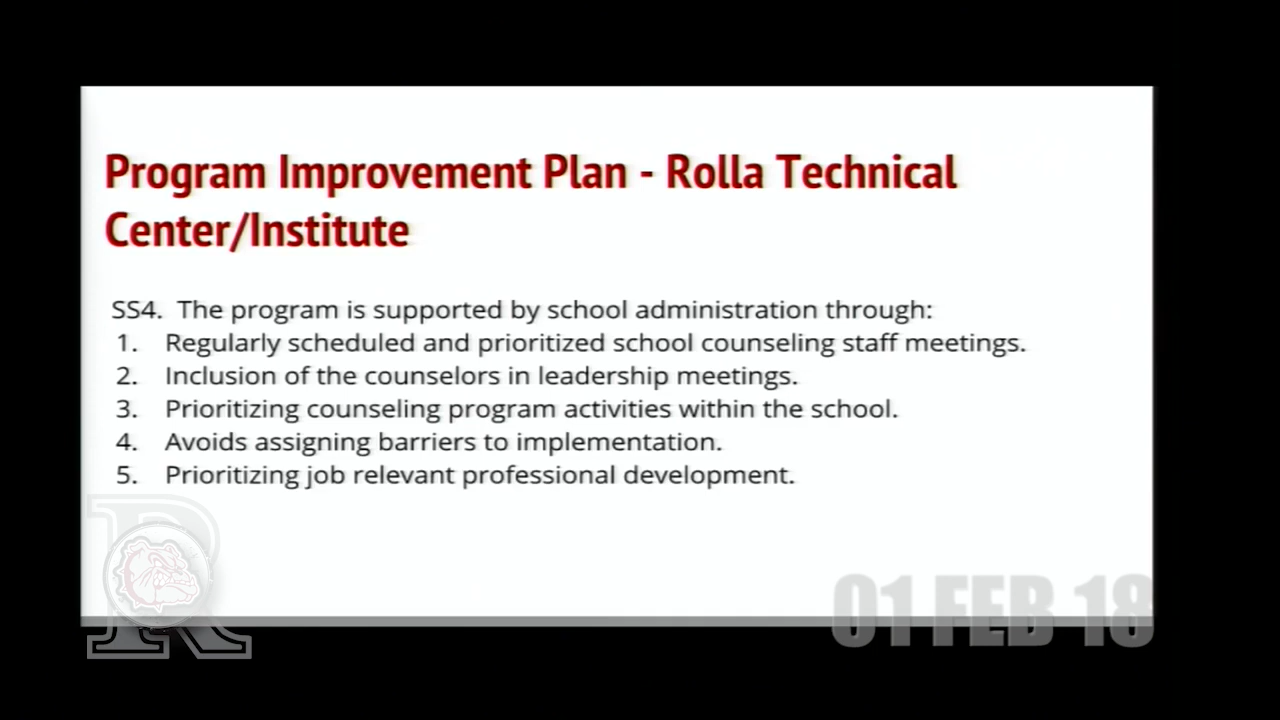 Program Improvement Plan - Rolla Technical
Center/Institute
SS4. The program is supported by school administration through:
1. Regularly scheduled and prioritized school counseling staff meetings.
2. Inclusion of the counselors in leadership meetings.
3. Prioritizing counseling program activities within the school.
4. Avoids assigning barriers to implementation.
5. Prioritizing job relevant professional development.
R
01 FEB 18